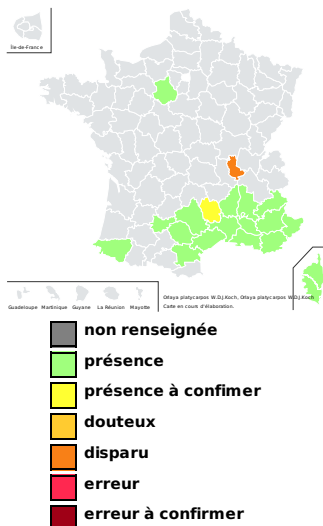 Île-de-France
Guadeloupe Martinique Guyane La Réunion Mayotte
Orlaya platycarpos W.D.J.Koch, Orlaya platycarpos W.D.J.Koch
Carte en cours d'élaboration.
non renseignée
présence
présence à confimer
douteux
disparu
erreur
erreur à confirmer